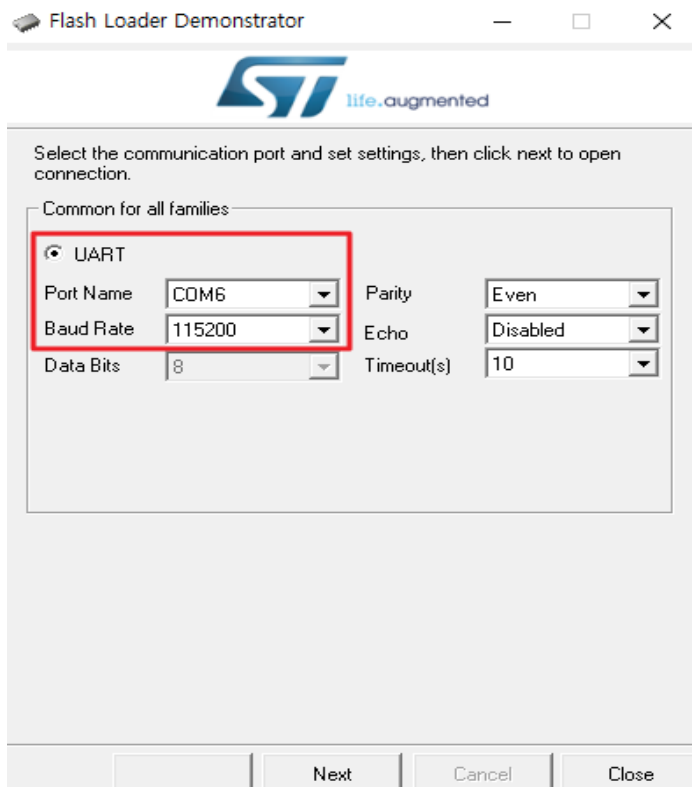 Flash Loader Demonstrator
life.augmented
Select the communication port and set settings, then click next to open
connection.
Common for all families
UART
Port Name COM6 Parity Even
Baud Rate 115200 Echo Disabled
Data Bits 8 Timeout(s) 10
Next Cancel Close